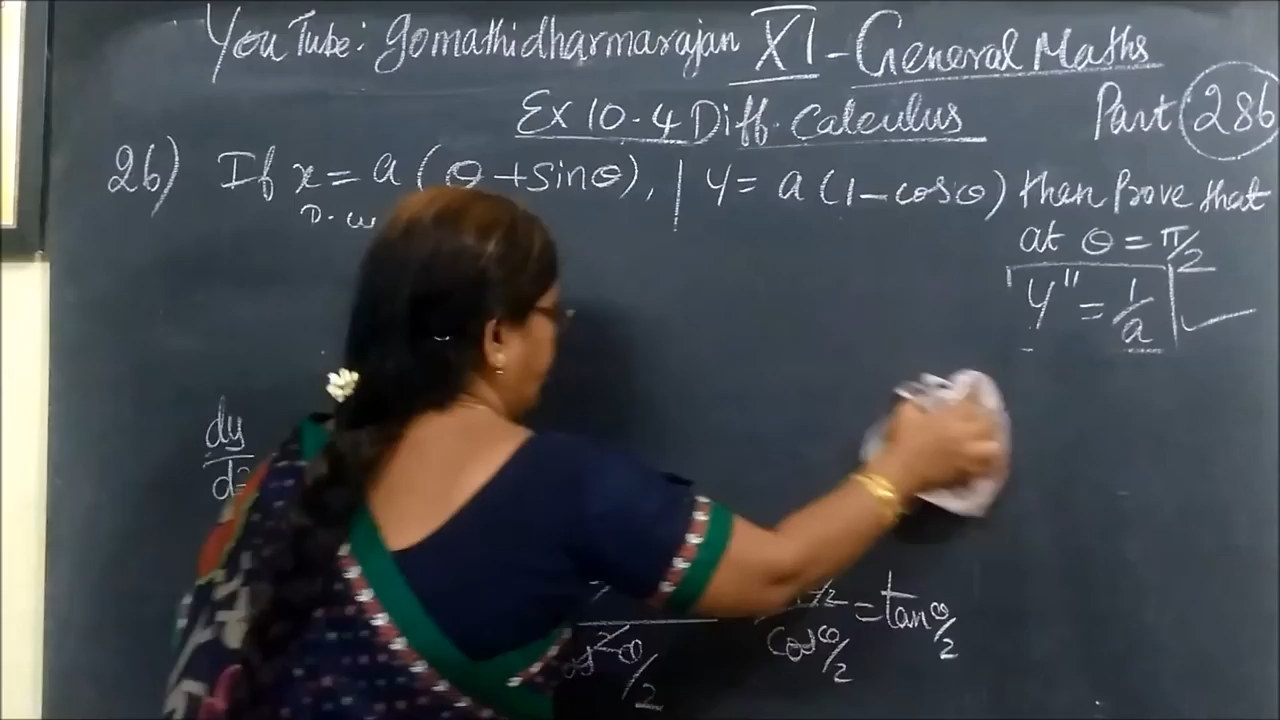 YouTube: gomathidharmarajan XI - General Maths
Ex 10.4 Diff. Calculus Part 286
26) If x = a (θ + sinθ), | y = a (1 - cosθ) then Prove that
D. w
at θ = π/2
y'' = 1/a
dy
= tan θ/2
cos θ/2